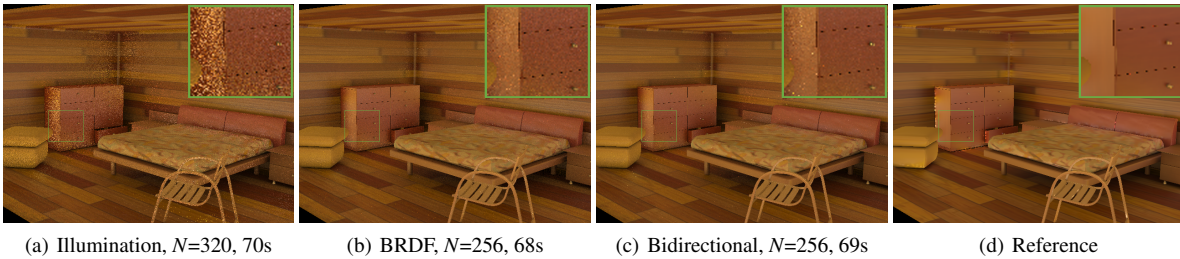 (a) Illumination, N=320, 70s
(b) BRDF, N=256, 68s
(c) Bidirectional, N=256, 69s
(d) Reference